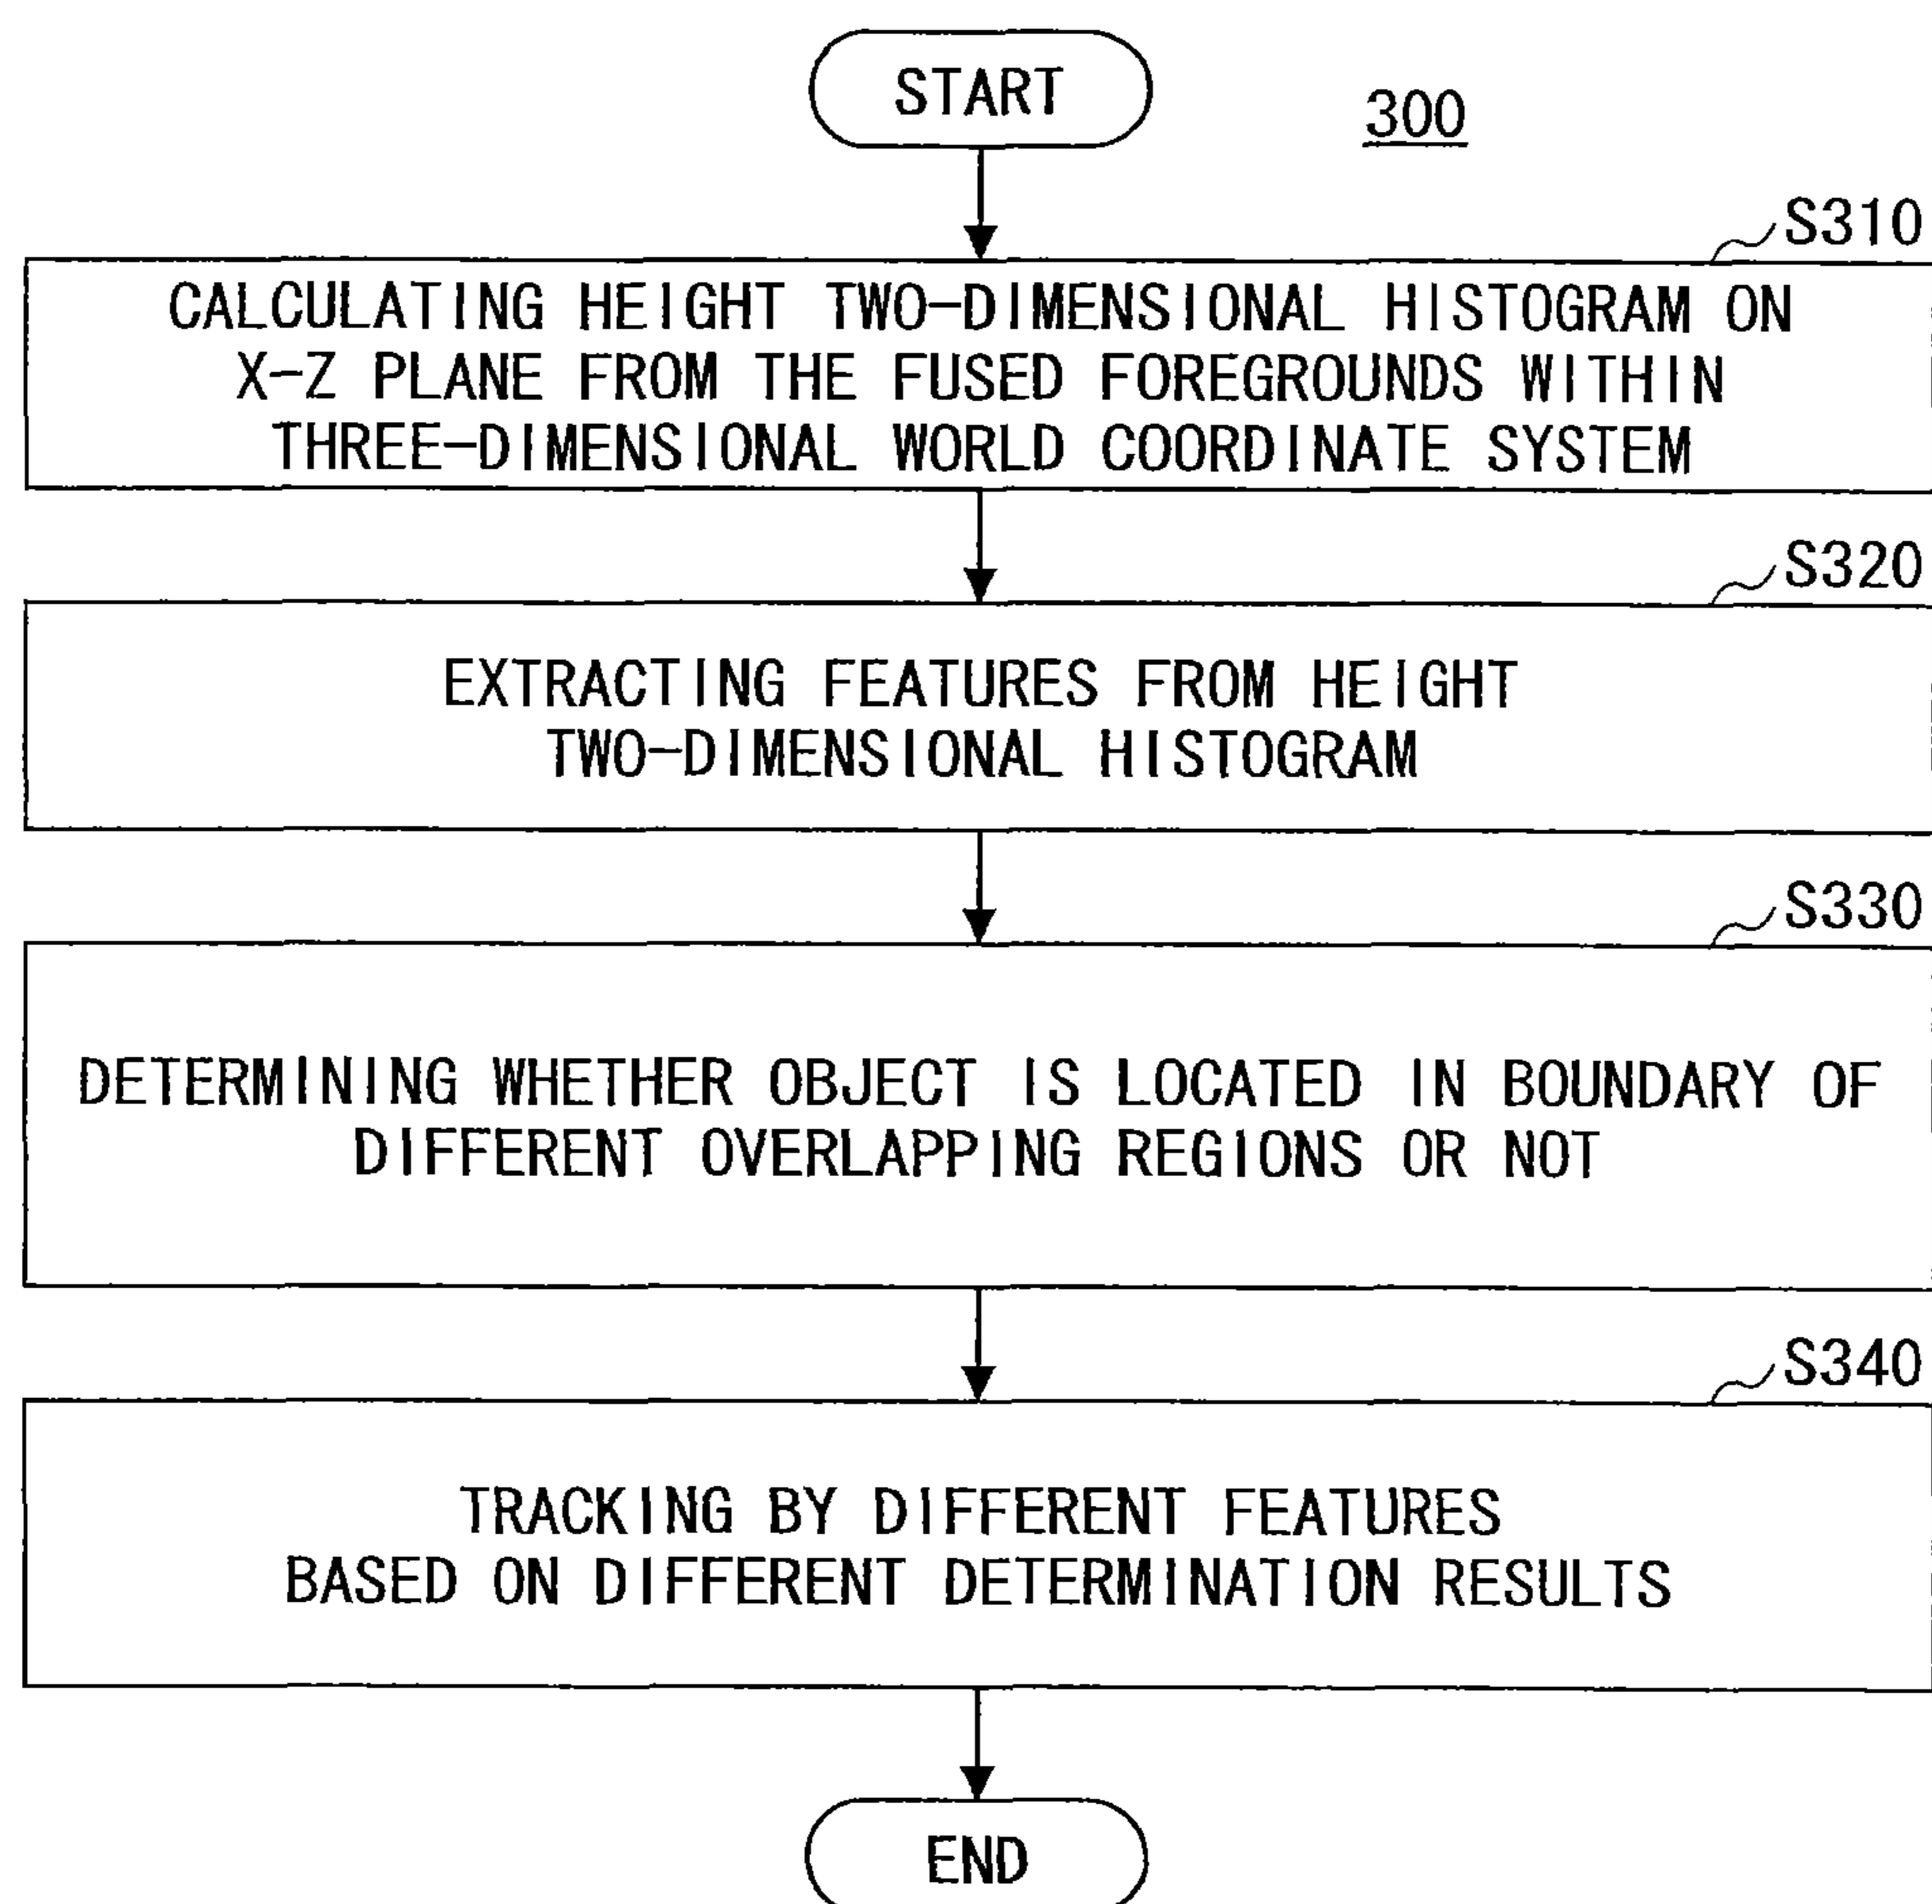 START
300
S310
CALCULATING HEIGHT TWO-DIMENSIONAL HISTOGRAM ON
X-Z PLANE FROM THE FUSED FOREGROUNDS WITHIN
THREE-DIMENSIONAL WORLD COORDINATE SYSTEM
S320
EXTRACTING FEATURES FROM HEIGHT
TWO-DIMENSIONAL HISTOGRAM
S330
DETERMINING WHETHER OBJECT IS LOCATED IN BOUNDARY OF
DIFFERENT OVERLAPPING REGIONS OR NOT
S340
TRACKING BY DIFFERENT FEATURES
BASED ON DIFFERENT DETERMINATION RESULTS
END